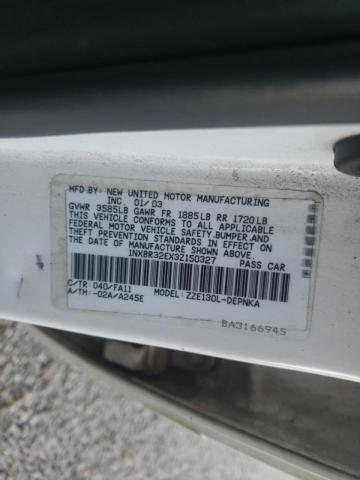 MFD BY: NEW UNITED MOTOR MANUFACTURING
INC 01/03
GVWR 3585LB GAWR FR 1885LB RR 1720LB
THIS VEHICLE CONFORMS TO ALL APPLICABLE
FEDERAL MOTOR VEHICLE SAFETY, BUMPER, AND
THEFT PREVENTION STANDARDS IN EFFECT ON
THE DATE OF MANUFACTURE SHOWN ABOVE.
1NXBR32EX3Z150327 PASS CAR
C/TR: 040/FA11 MODEL: ZZE130L-DEPNKA
A/TM: -02A/A245E
BA3166945